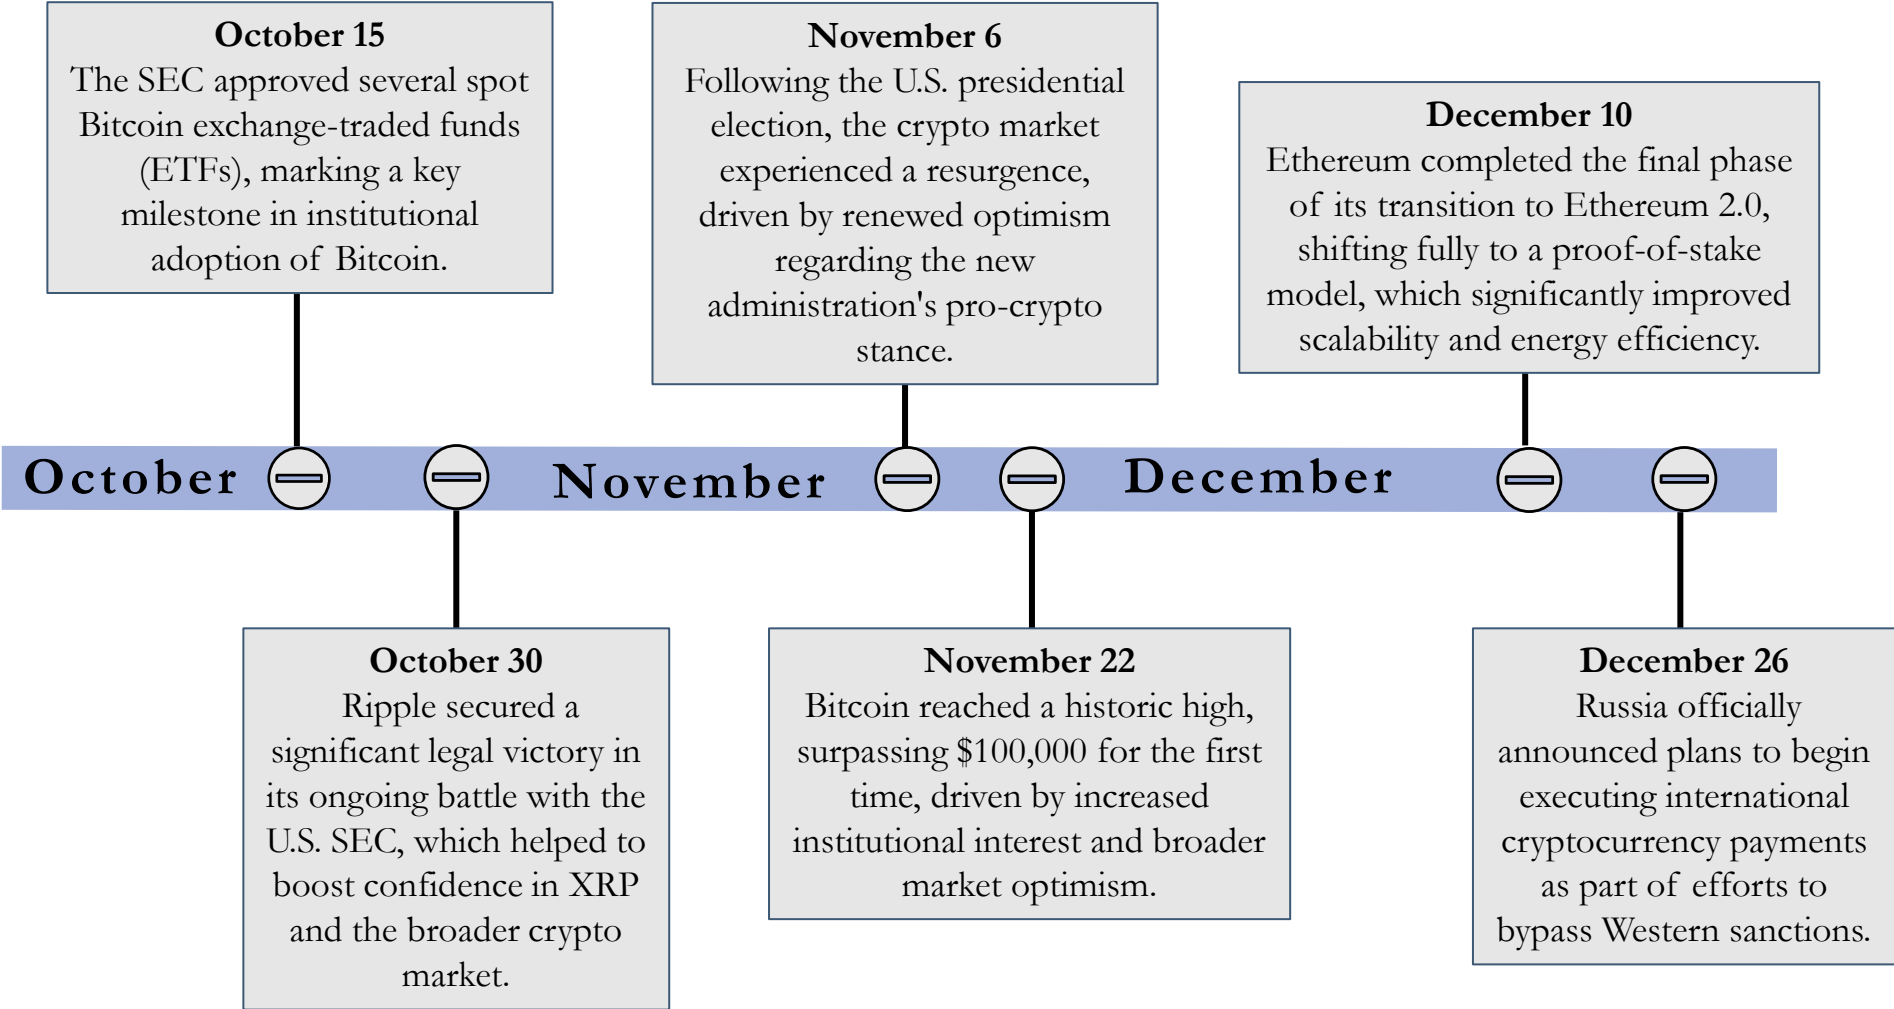 October 15
The SEC approved several spot
Bitcoin exchange-traded funds
(ETFs), marking a key
milestone in institutional
adoption of Bitcoin.
November 6
Following the U.S. presidential
election, the crypto market
experienced a resurgence,
driven by renewed optimism
regarding the new
administration's pro-crypto
stance.
December 10
Ethereum completed the final phase
of its transition to Ethereum 2.0,
shifting fully to a proof-of-stake
model, which significantly improved
scalability and energy efficiency.
October
November
December
October 30
Ripple secured a
significant legal victory in
its ongoing battle with the
U.S. SEC, which helped to
boost confidence in XRP
and the broader crypto
market.
November 22
Bitcoin reached a historic high,
surpassing $100,000 for the first
time, driven by increased
institutional interest and broader
market optimism.
December 26
Russia officially
announced plans to begin
executing international
cryptocurrency payments
as part of efforts to
bypass Western sanctions.